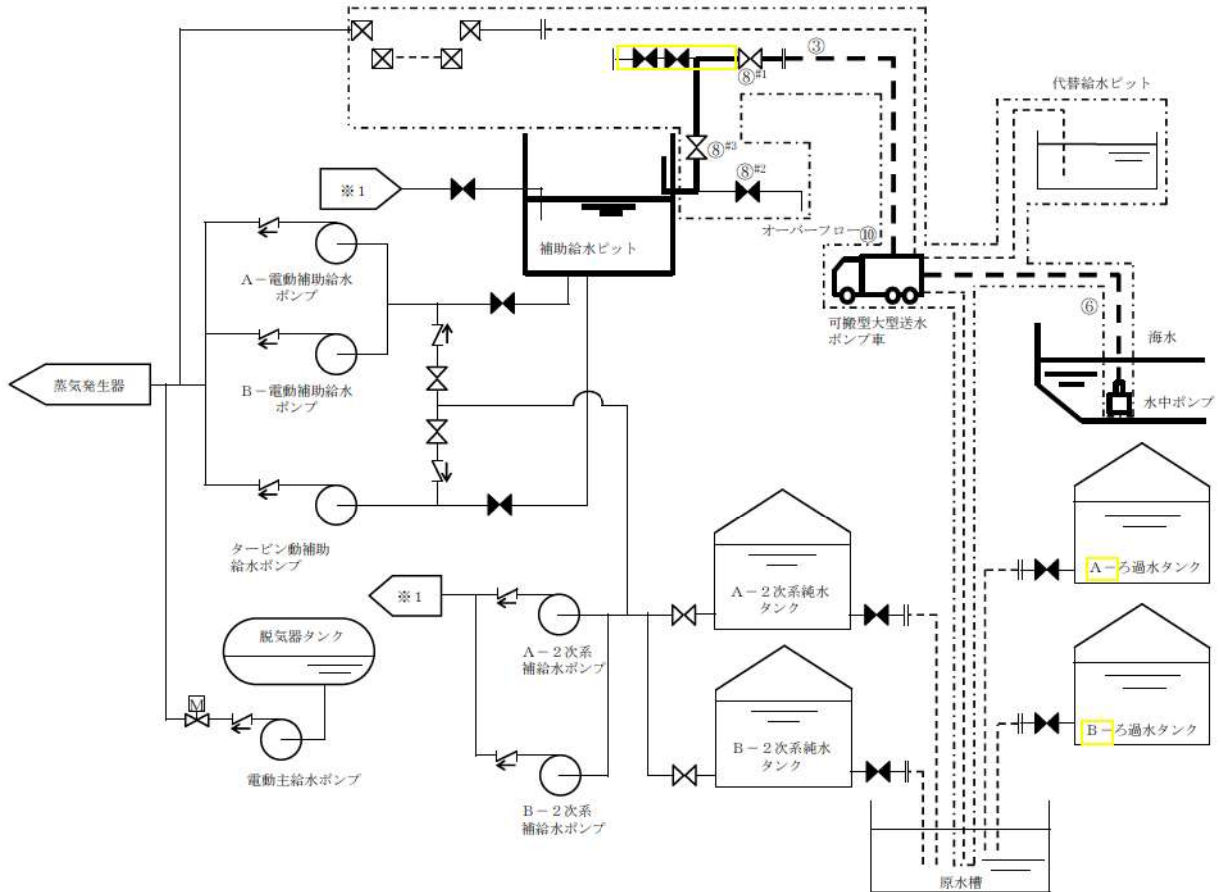 ③
⑧#1
代替給水ピット
⑧#3
⑧#2
※1
オーバーフロー
⑩
補助給水ピット
A-電動補助給水
ポンプ
可搬型大型送水
ポンプ車
⑥
海水
B-電動補助給水
ポンプ
蒸気発生器
水中ポンプ
タービン動補助
給水ポンプ
A-ろ過水タンク
※1
A-2次系純水
タンク
脱気器タンク
A-2次系
補給水ポンプ
M
B-ろ過水タンク
B-2次系純水
タンク
電動主給水ポンプ
B-2次系
補給水ポンプ
原水槽